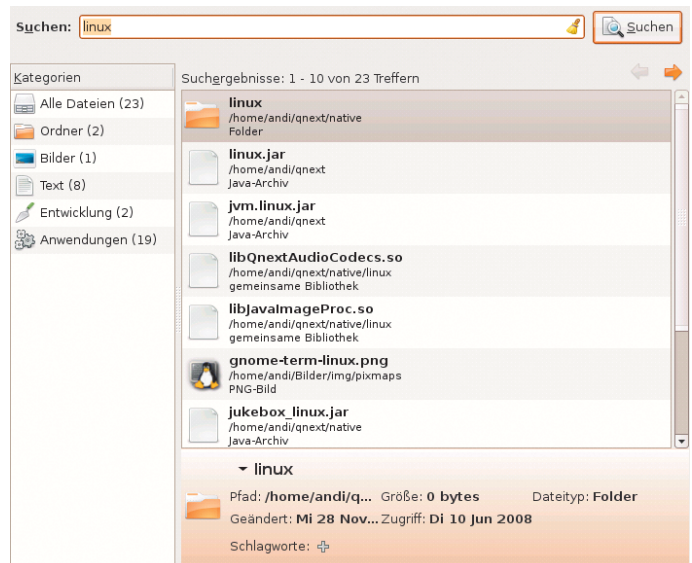 Suchen: linux Suchen
Kategorien
Alle Dateien (23)
Ordner (2)
Bilder (1)
Text (8)
Entwicklung (2)
Anwendungen (19)
Suchergebnisse: 1 - 10 von 23 Treffern
linux
/home/andi/qnext/native
Folder
linux.jar
/home/andi/qnext
Java-Archiv
jvm.linux.jar
/home/andi/qnext
Java-Archiv
libQnextAudioCodecs.so
/home/andi/qnext/native/linux
gemeinsame Bibliothek
libJavaImageProc.so
/home/andi/qnext/native/linux
gemeinsame Bibliothek
gnome-term-linux.png
/home/andi/Bilder/img/pixmaps
PNG-Bild
jukebox_linux.jar
/home/andi/qnext/native
Java-Archiv
linux
Pfad: /home/andi/q... Größe: 0 bytes Dateityp: Folder
Geändert: Mi 28 Nov... Zugriff: Di 10 Jun 2008
Schlagworte: